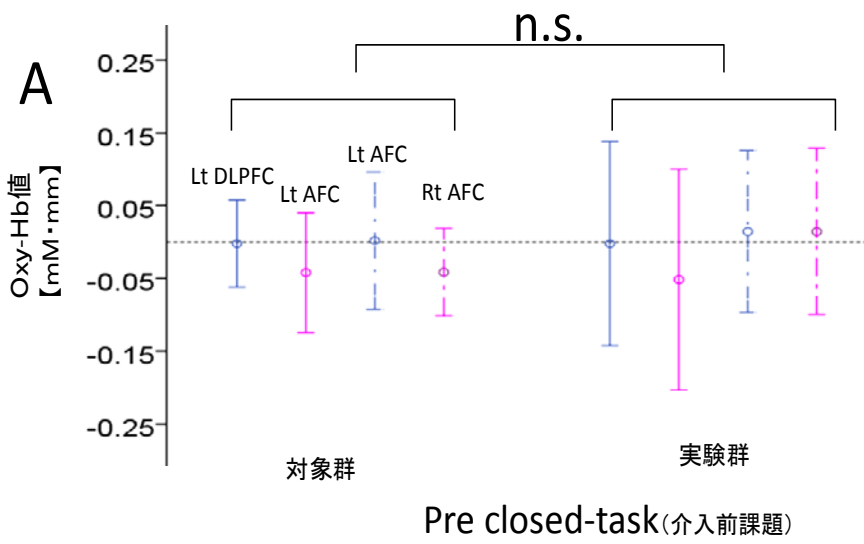 n.s.
A
0.25
0.15
0.05
-0.05
-0.15
-0.25
Oxy-Hb値
【mM・mm】
Lt DLPFC
Lt AFC
Lt AFC
Rt AFC
対象群
実験群
Pre closed-task(介入前課題)